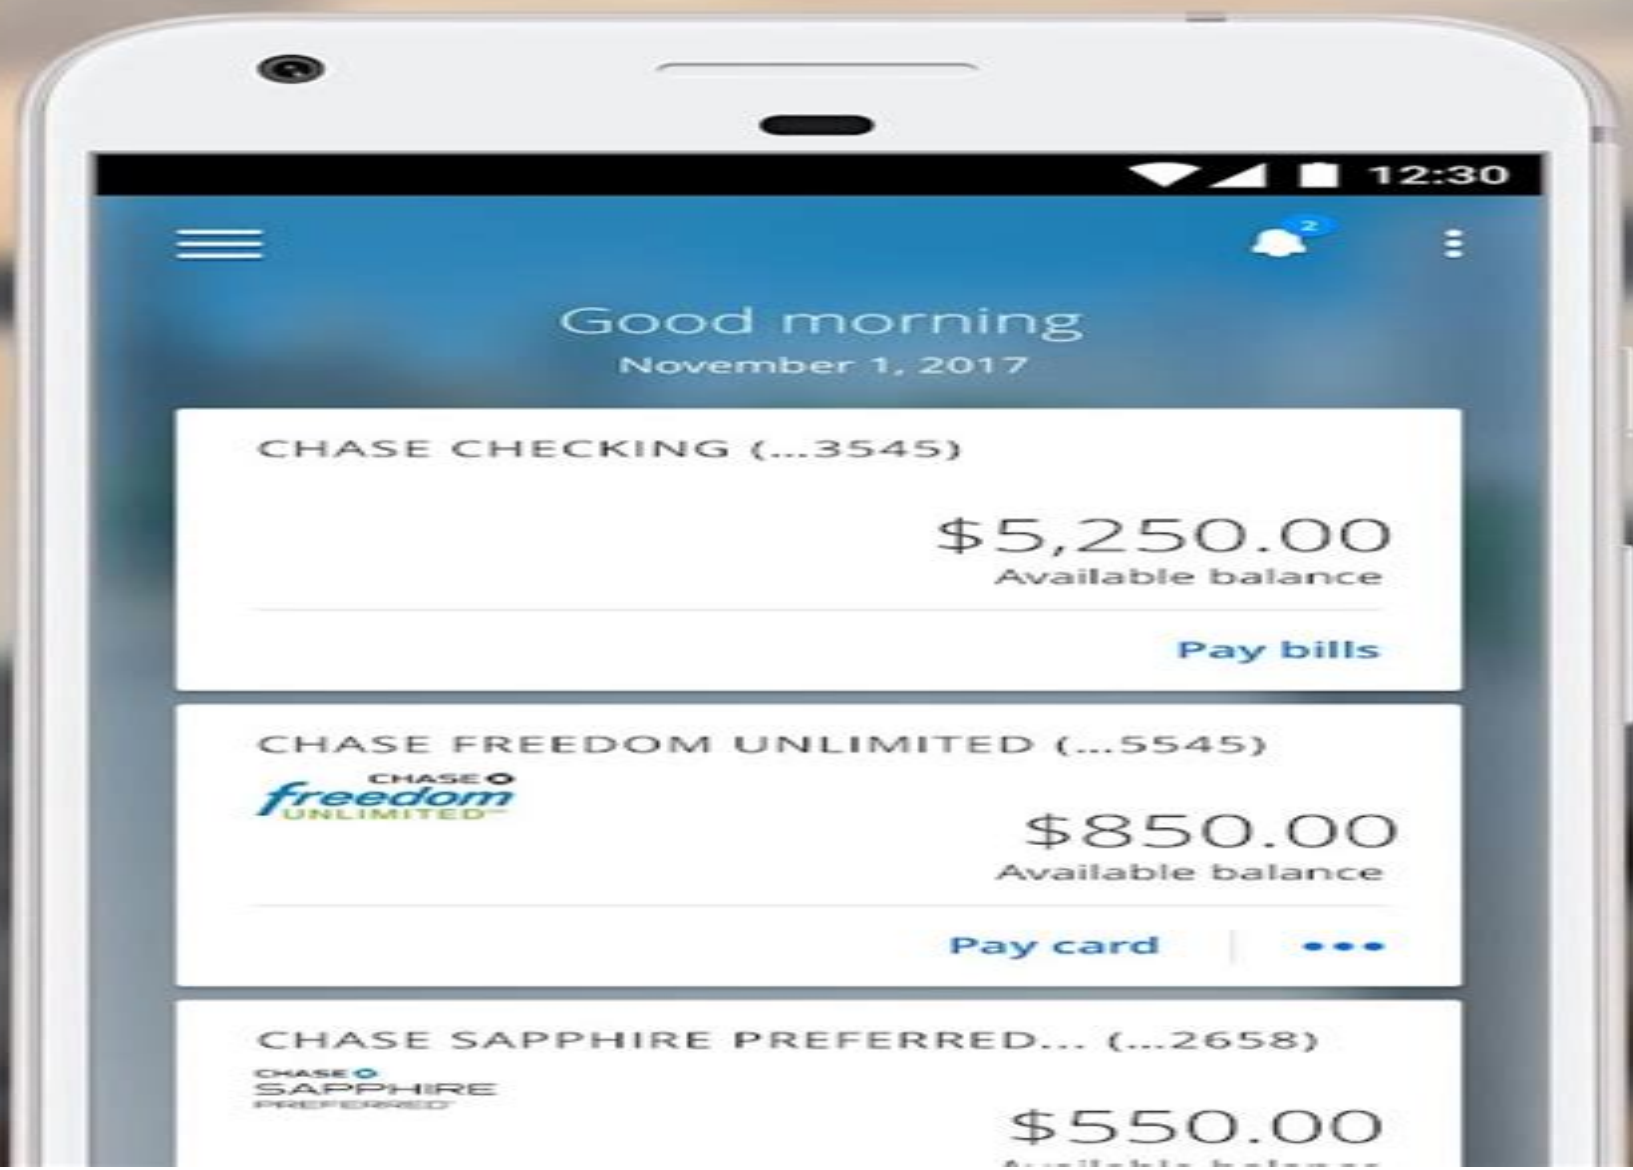 12:30
2
Good morning
November 1, 2017
CHASE CHECKING (...3545)
$5,250.00
Available balance
Pay bills
CHASE FREEDOM UNLIMITED (...5545)
CHASE
freedom
UNLIMITED
$850.00
Available balance
Pay card
CHASE SAPPHIRE PREFERRED... (...2658)
CHASE
SAPPHIRE
PREFERRED
$550.00
Available balance